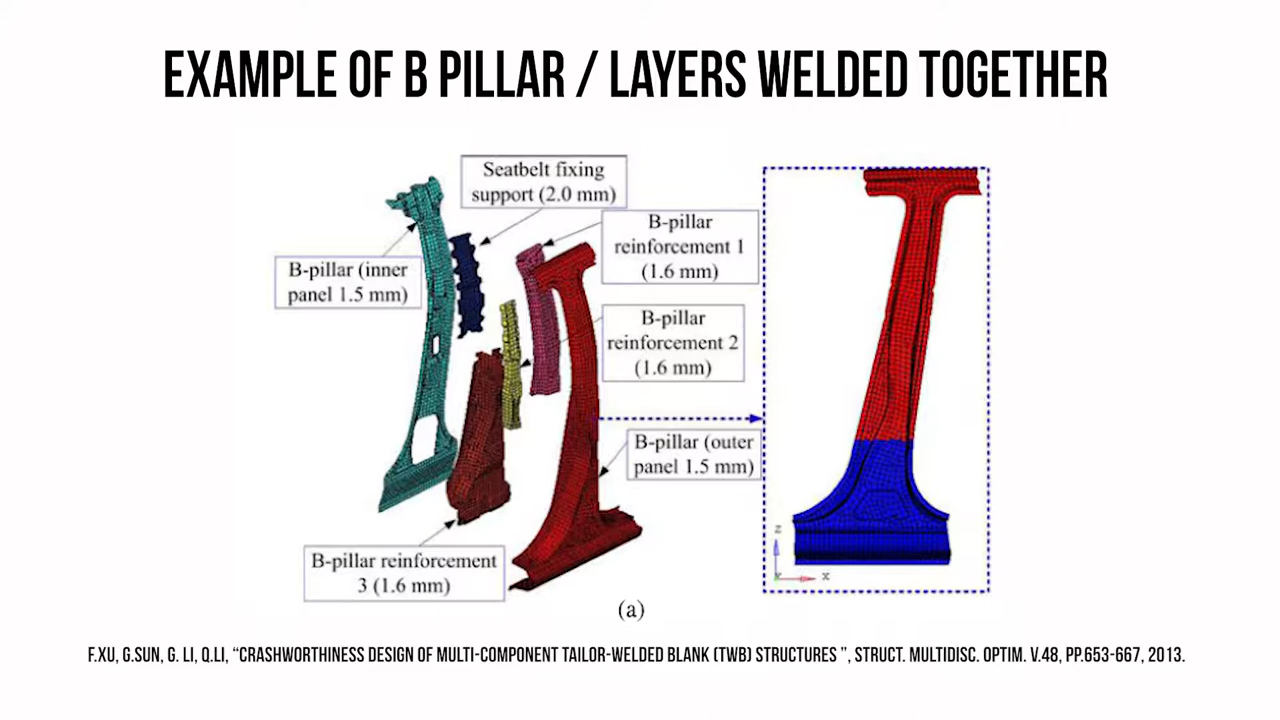 EXAMPLE OF B PILLAR / LAYERS WELDED TOGETHER
Seatbelt fixing
support (2.0 mm)
B-pillar
reinforcement 1
(1.6 mm)
B-pillar (inner
panel 1.5 mm)
B-pillar
reinforcement 2
(1.6 mm)
B-pillar (outer
panel 1.5 mm)
B-pillar reinforcement
3 (1.6 mm)
z
Y
x
(a)
F.XU, G.SUN, G. LI, Q.LI, “CRASHWORTHINESS DESIGN OF MULTI-COMPONENT TAILOR-WELDED BLANK (TWB) STRUCTURES ”, STRUCT. MULTIDISC. OPTIM. V.48, PP.653-667, 2013.